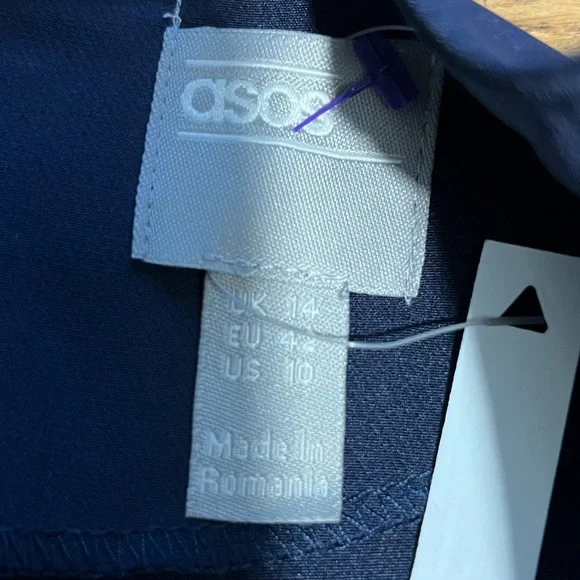 asos
UK 14
EU 42
US 10
Made In
Romania